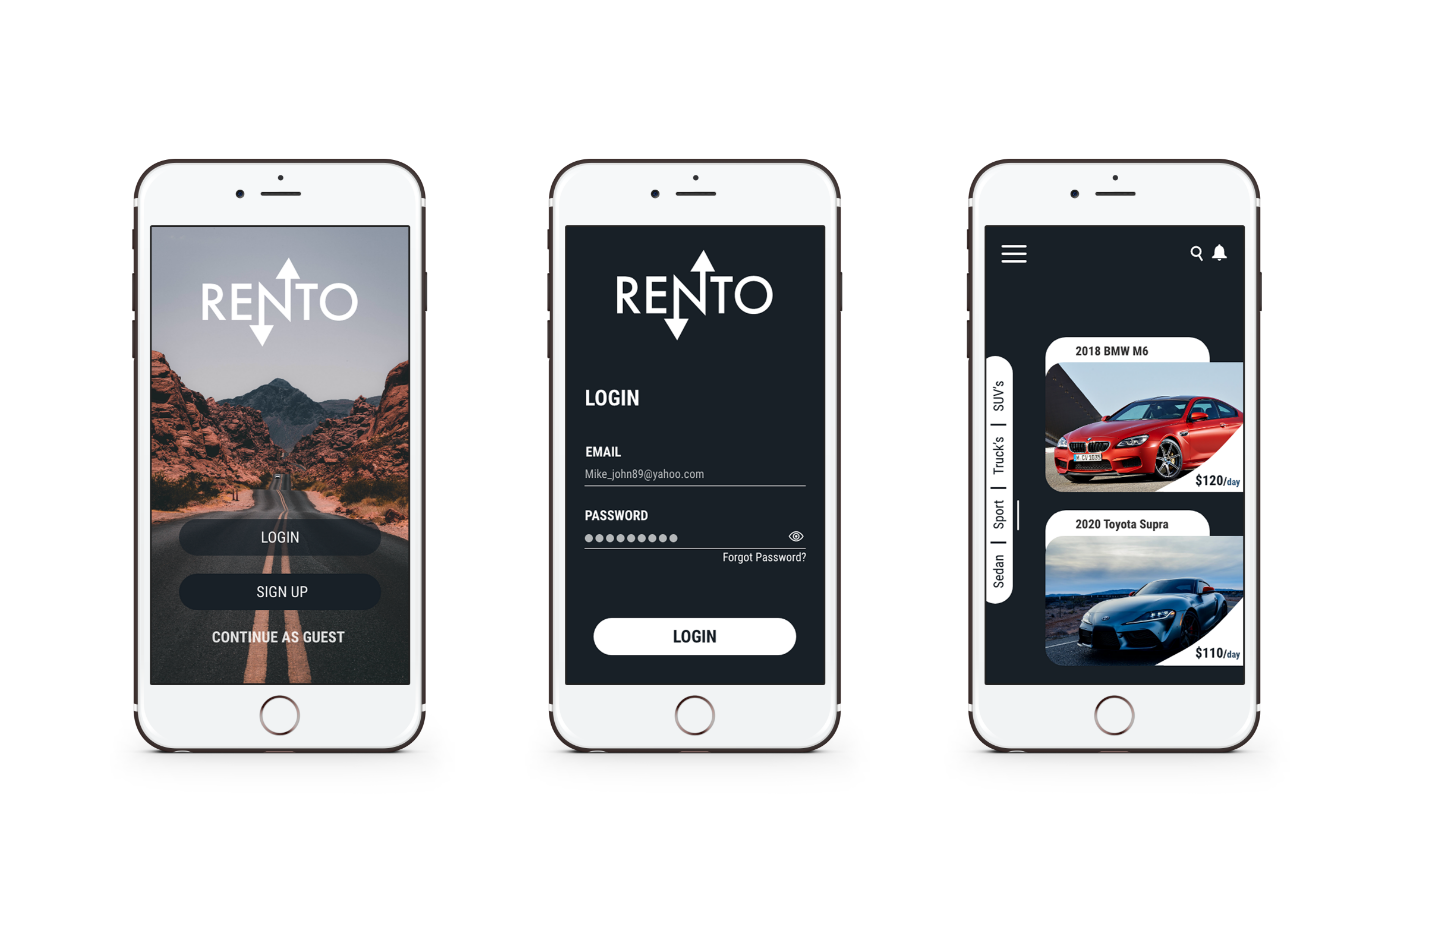 RENTO
LOGIN
SIGN UP
CONTINUE AS GUEST
RENTO
LOGIN
EMAIL
Mike_john89@yahoo.com
PASSWORD
Forgot Password?
LOGIN
Sedan | Sport | Truck's | SUV's
2018 BMW M6
$120/day
2020 Toyota Supra
$110/day